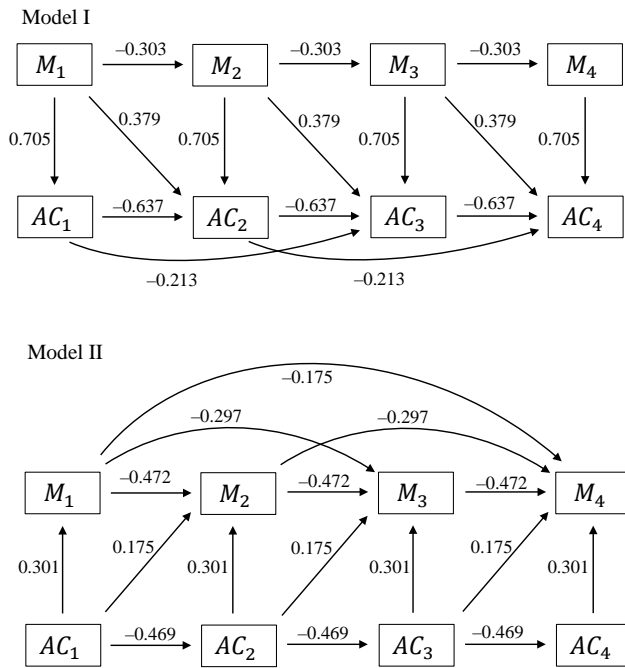 Model I
–0.303 –0.303 –0.303
M₁ M₂ M₃ M₄
0.379 0.379 0.379
0.705 0.705 0.705 0.705
–0.637 –0.637 –0.637
AC₁ AC₂ AC₃ AC₄
–0.213 –0.213
Model II
–0.175
–0.297 –0.297
–0.472 –0.472 –0.472
M₁ M₂ M₃ M₄
0.175 0.175 0.175
0.301 0.301 0.301 0.301
AC₁ AC₂ AC₃ AC₄
–0.469 –0.469 –0.469